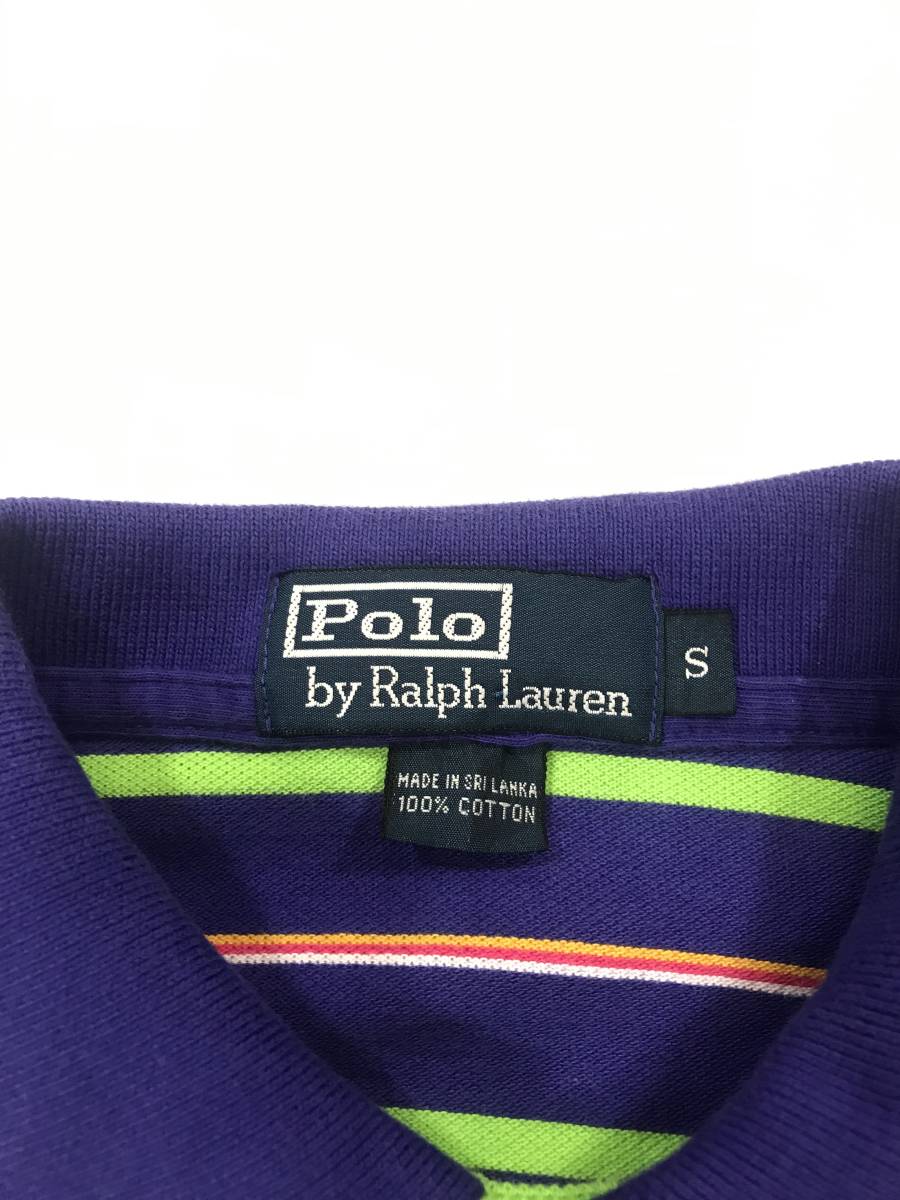 Polo
by Ralph Lauren
S
MADE IN SRI LANKA
100% COTTON